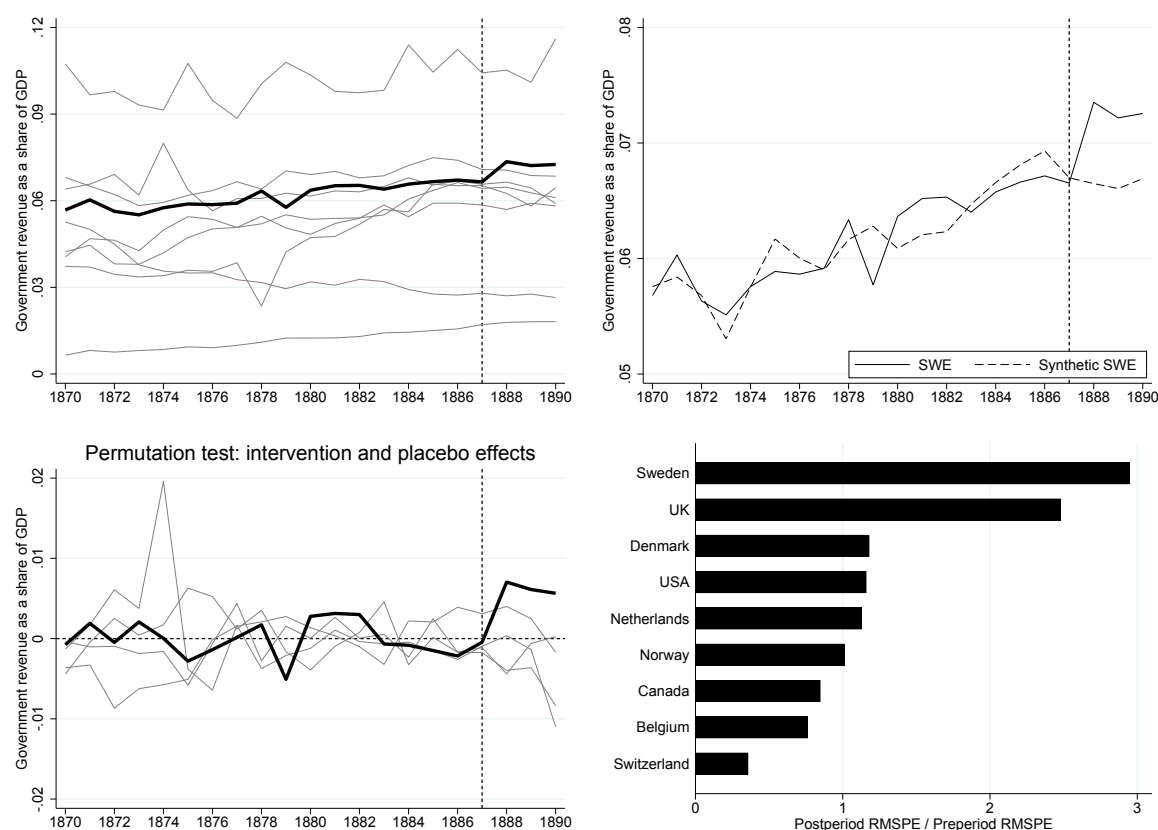 Government revenue as a share of GDP
.12
.09
.06
.03
0
1870 1872 1874 1876 1878 1880 1882 1884 1886 1888 1890
Government revenue as a share of GDP
.08
.07
.06
.05
SWE Synthetic SWE
1870 1872 1874 1876 1878 1880 1882 1884 1886 1888 1890
Permutation test: intervention and placebo effects
Government revenue as a share of GDP
.02
.01
0
-.01
-.02
1870 1872 1874 1876 1878 1880 1882 1884 1886 1888 1890
Sweden
UK
Denmark
USA
Netherlands
Norway
Canada
Belgium
Switzerland
0 1 2 3
Postperiod RMSPE / Preperiod RMSPE